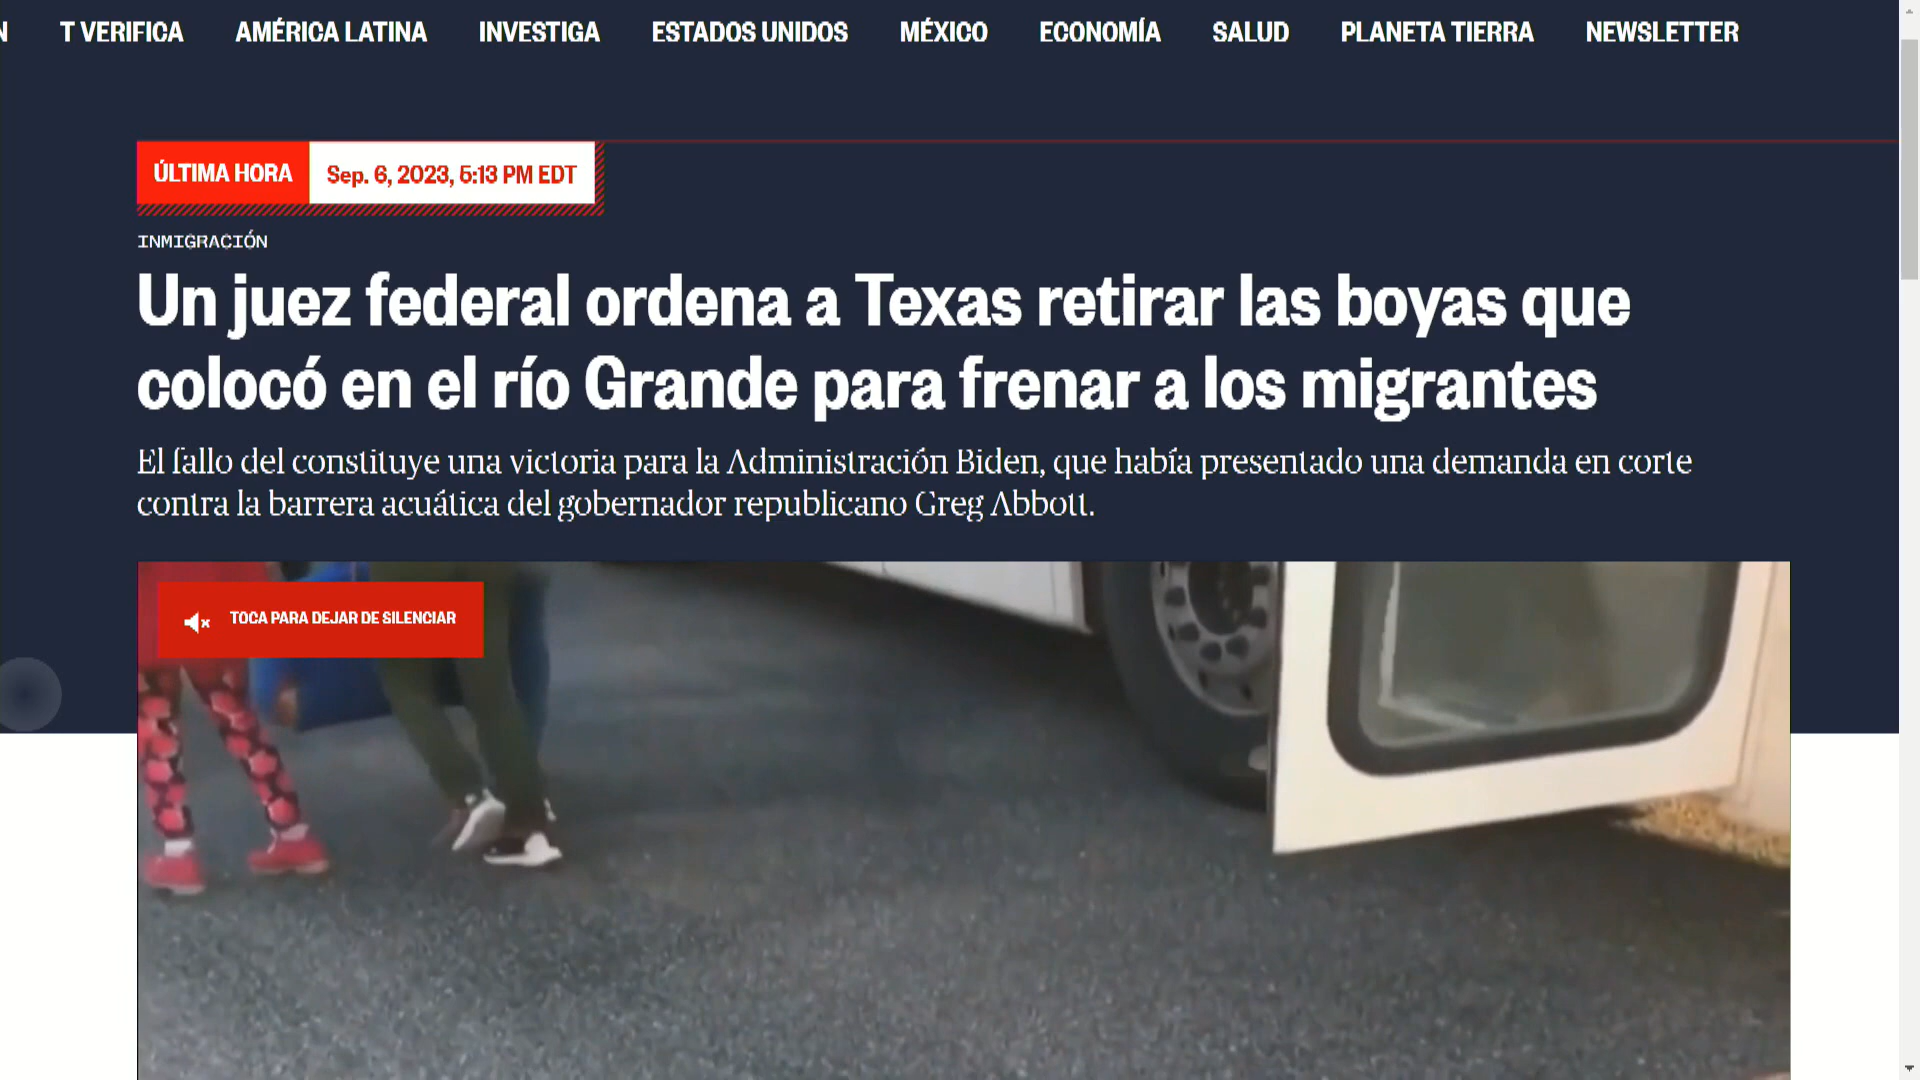 N T VERIFICA AMÉRICA LATINA INVESTIGA ESTADOS UNIDOS MÉXICO ECONOMÍA SALUD PLANETA TIERRA NEWSLETTER
ÚLTIMA HORA Sep. 6, 2023, 5:13 PM EDT
INMIGRACIÓN
Un juez federal ordena a Texas retirar las boyas que
colocó en el río Grande para frenar a los migrantes
El fallo del constituye una victoria para la Administración Biden, que había presentado una demanda en corte
contra la barrera acuática del gobernador republicano Greg Abbott.
TOCA PARA DEJAR DE SILENCIAR